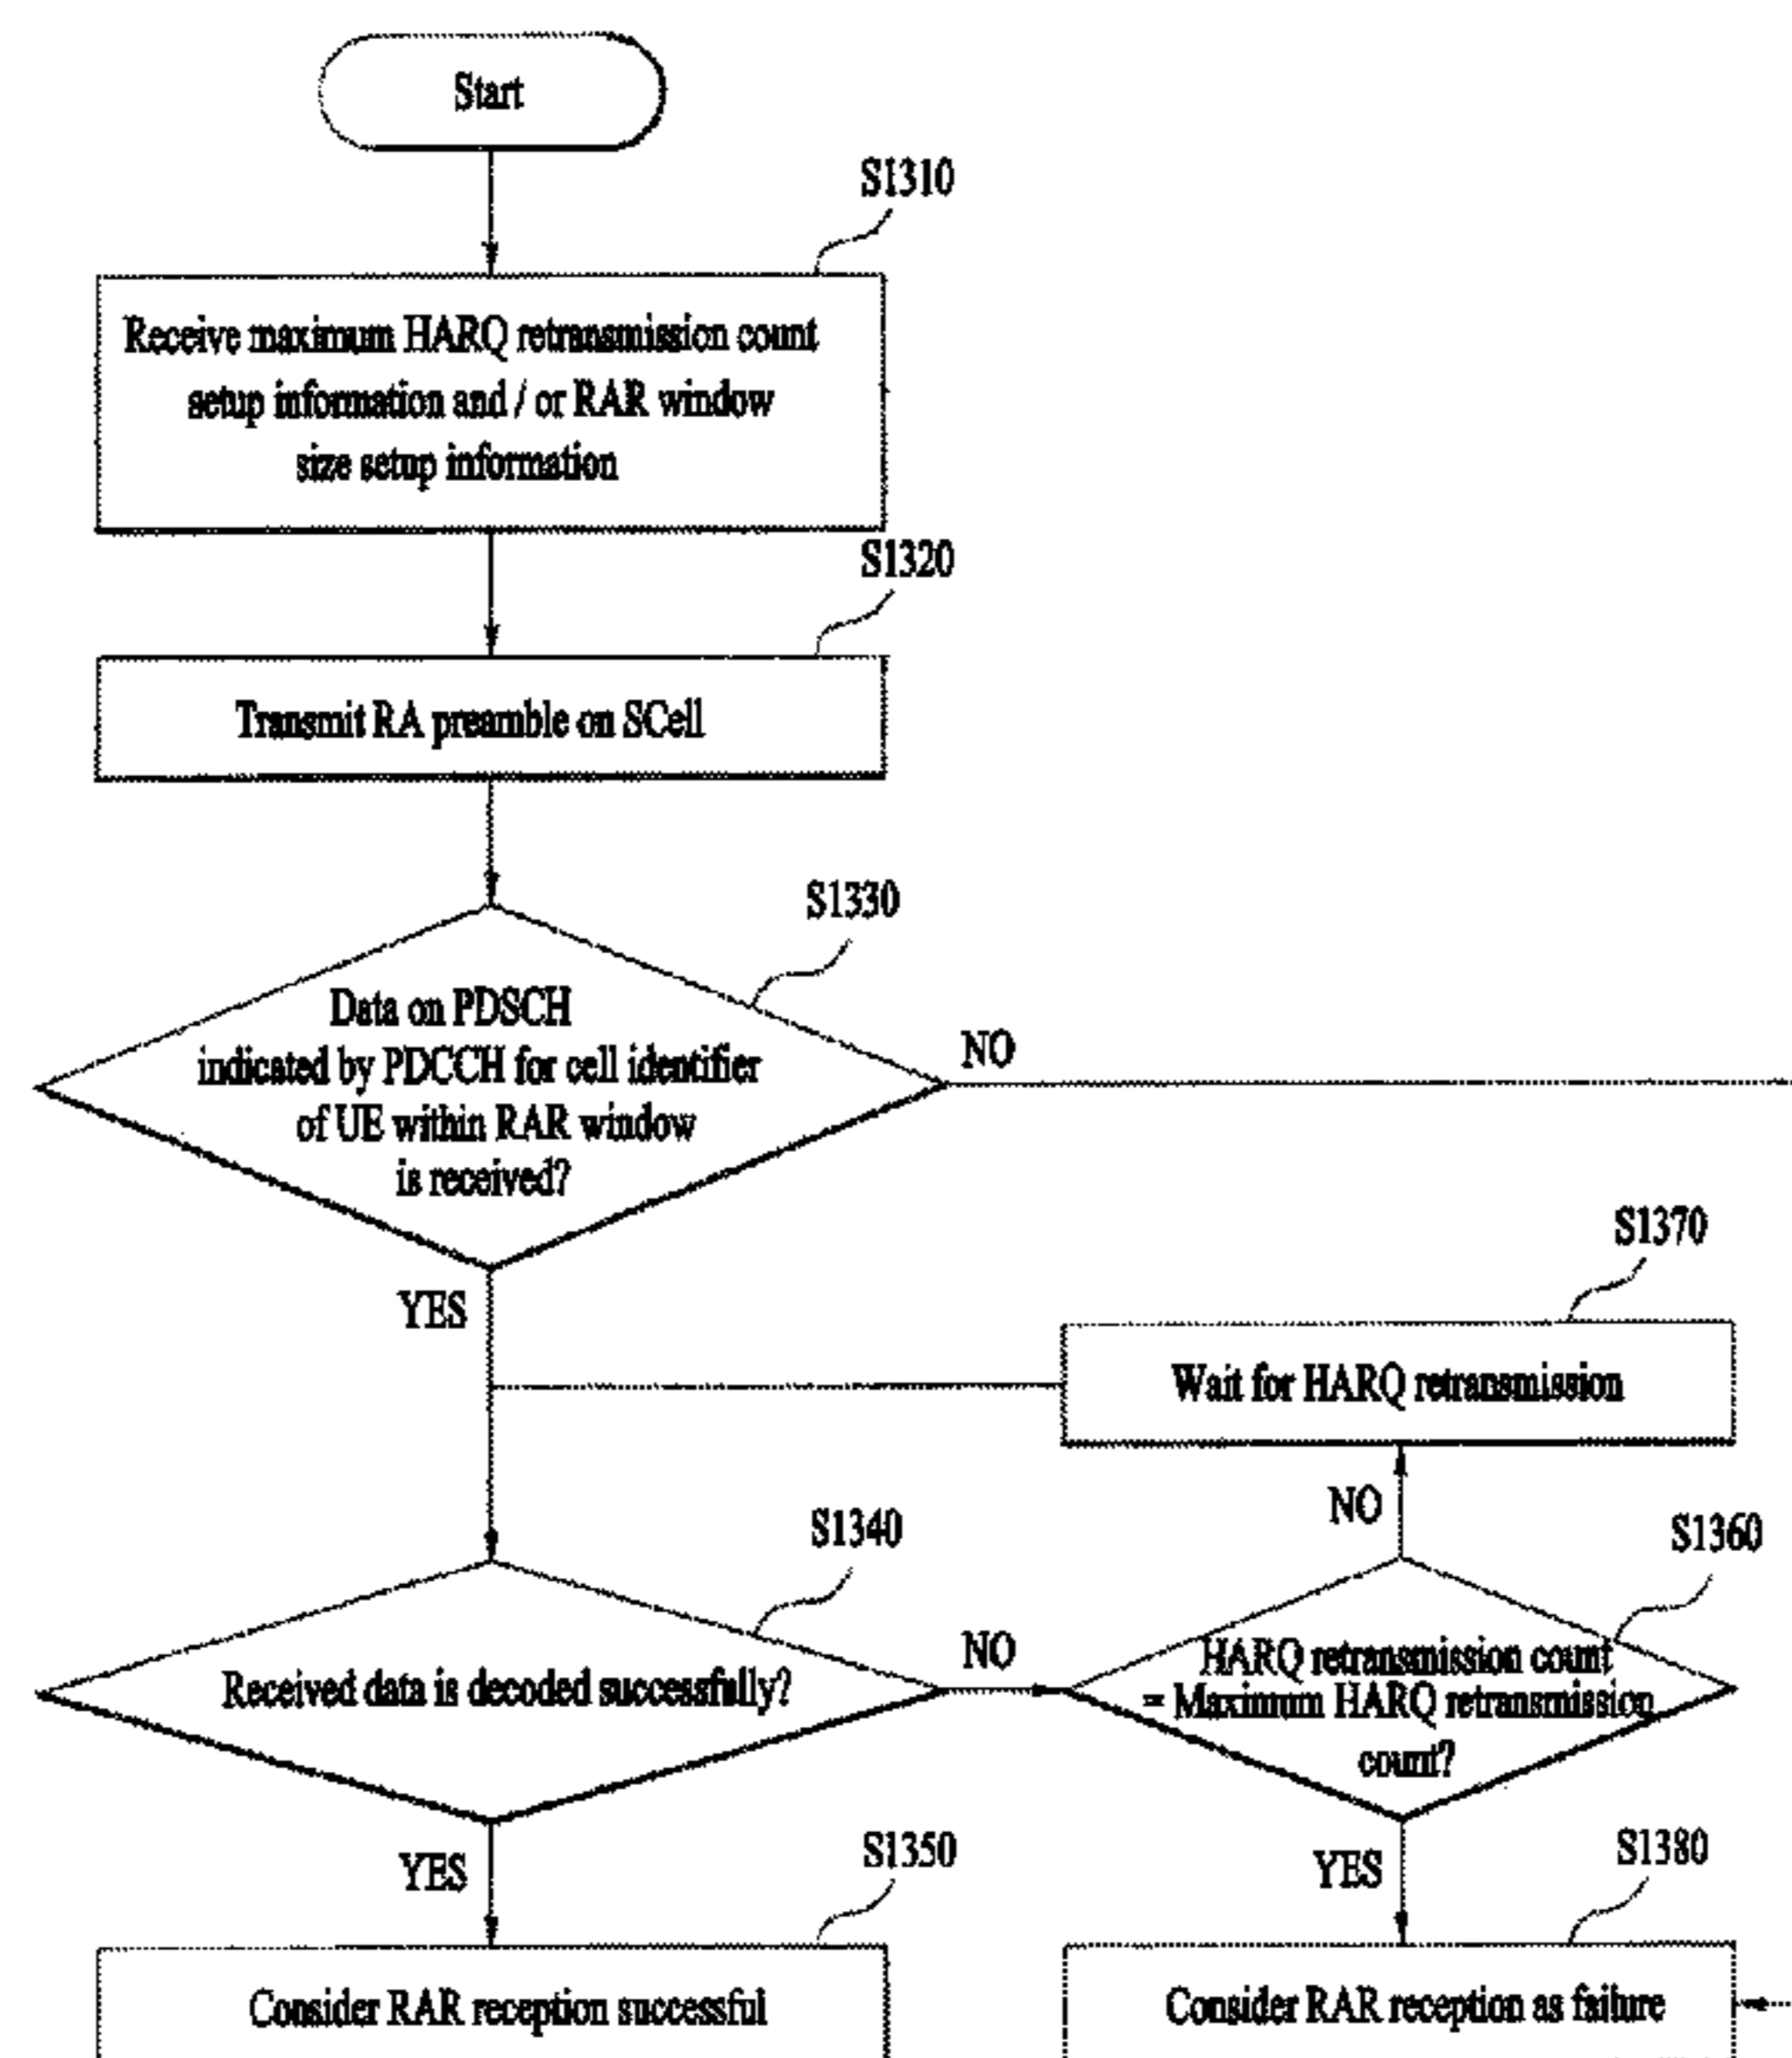 Start
S1310
Receive maximum HARQ retransmission count
setup information and / or RAR window
size setup information
S1320
Transmit RA preamble on SCell
S1330
Data on PDSCH
indicated by PDCCH for cell identifier
of UE within RAR window
is received?
NO
YES
S1370
Wait for HARQ retransmission
NO
S1340
S1360
Received data is decoded successfully?
NO
HARQ retransmission count
= Maximum HARQ retransmission
count?
YES
S1350
YES
S1380
Consider RAR reception successful
Consider RAR reception as failure